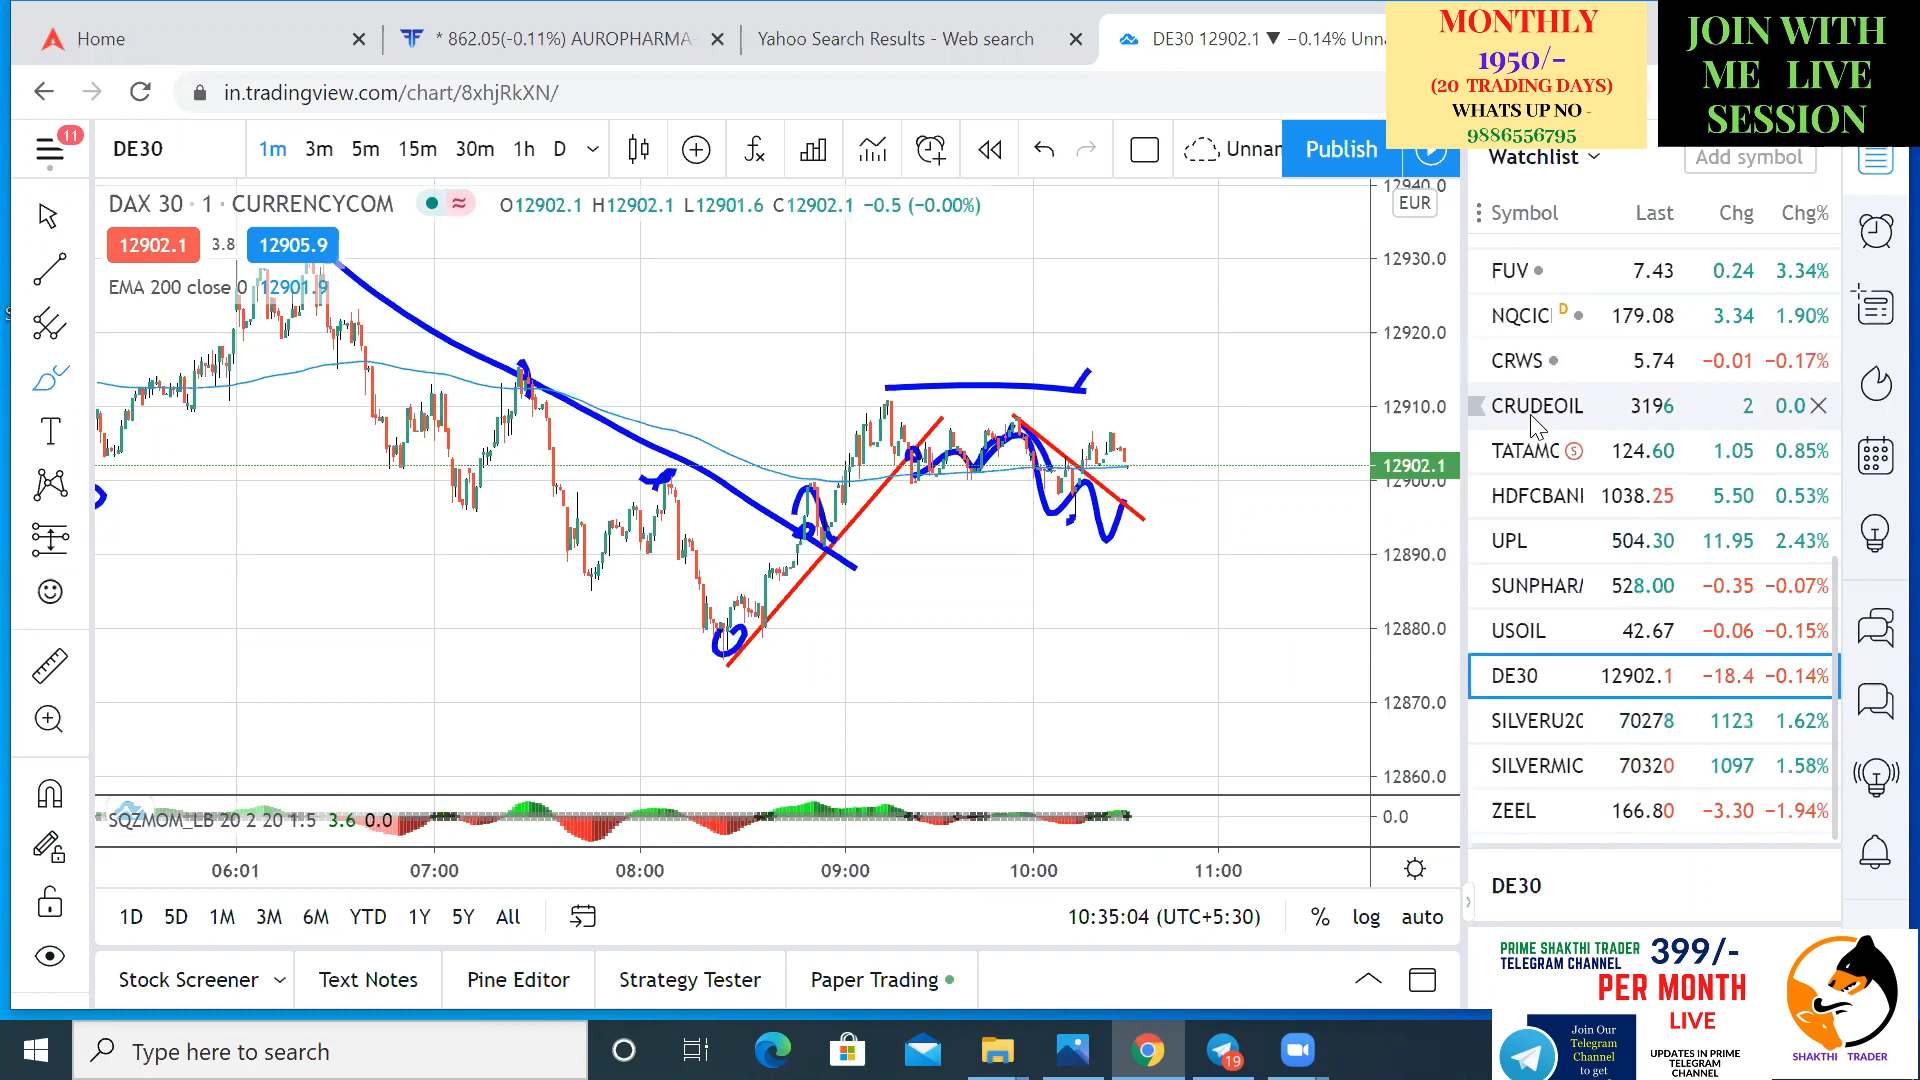 Home
* 862.05(-0.11%) AUROPHARMA-
Yahoo Search Results - Web search
DE30 12902.1 ▼ −0.14% Unna
MONTHLY
1950/-
(20 TRADING DAYS)
WHATS UP NO -
9886556795
JOIN WITH
ME LIVE
SESSION
in.tradingview.com/chart/8xhjRkXN/
11
DE30
1m 3m 5m 15m 30m 1h D
Unnan
Publish
Watchlist
Add symbol
DAX 30 · 1 · CURRENCYCOM
O12902.1 H12902.1 L12901.6 C12902.1 −0.5 (−0.00%)
12902.1 3.8 12905.9
EMA 200 close 0 12901.9
12940.0
EUR
12930.0
12920.0
12910.0
12902.1
12900.0
12890.0
12880.0
12870.0
12860.0
0.0
SQZMOM_LB 20 2 20 1.5 3.6 0.0
06:01 07:00 08:00 09:00 10:00 11:00
Symbol Last Chg Chg%
FUV 7.43 0.24 3.34%
NQCICI D 179.08 3.34 1.90%
CRWS 5.74 −0.01 −0.17%
CRUDEOIL 3196 2 0.0
TATAMO S 124.60 1.05 0.85%
HDFCBANI 1038.25 5.50 0.53%
UPL 504.30 11.95 2.43%
SUNPHAR/ 528.00 −0.35 −0.07%
USOIL 42.67 −0.06 −0.15%
DE30 12902.1 −18.4 −0.14%
SILVERU20 70278 1123 1.62%
SILVERMIC 70320 1097 1.58%
ZEEL 166.80 −3.30 −1.94%
DE30
1D 5D 1M 3M 6M YTD 1Y 5Y All
10:35:04 (UTC+5:30)
% log auto
Stock Screener
Text Notes
Pine Editor
Strategy Tester
Paper Trading
PRIME SHAKTHI TRADER
TELEGRAM CHANNEL
399/-
PER MONTH
LIVE
UPDATES IN PRIME
TELEGRAM
CHANNEL
Join Our
Telegram
Channel
to get
SHAKTHI TRADER
Type here to search
19